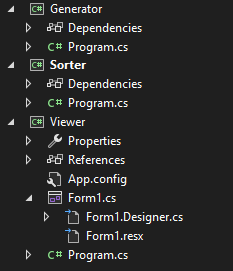 Generator
Dependencies
Program.cs
Sorter
Dependencies
Program.cs
Viewer
Properties
References
App.config
Form1.cs
Form1.Designer.cs
Form1.resx
Program.cs